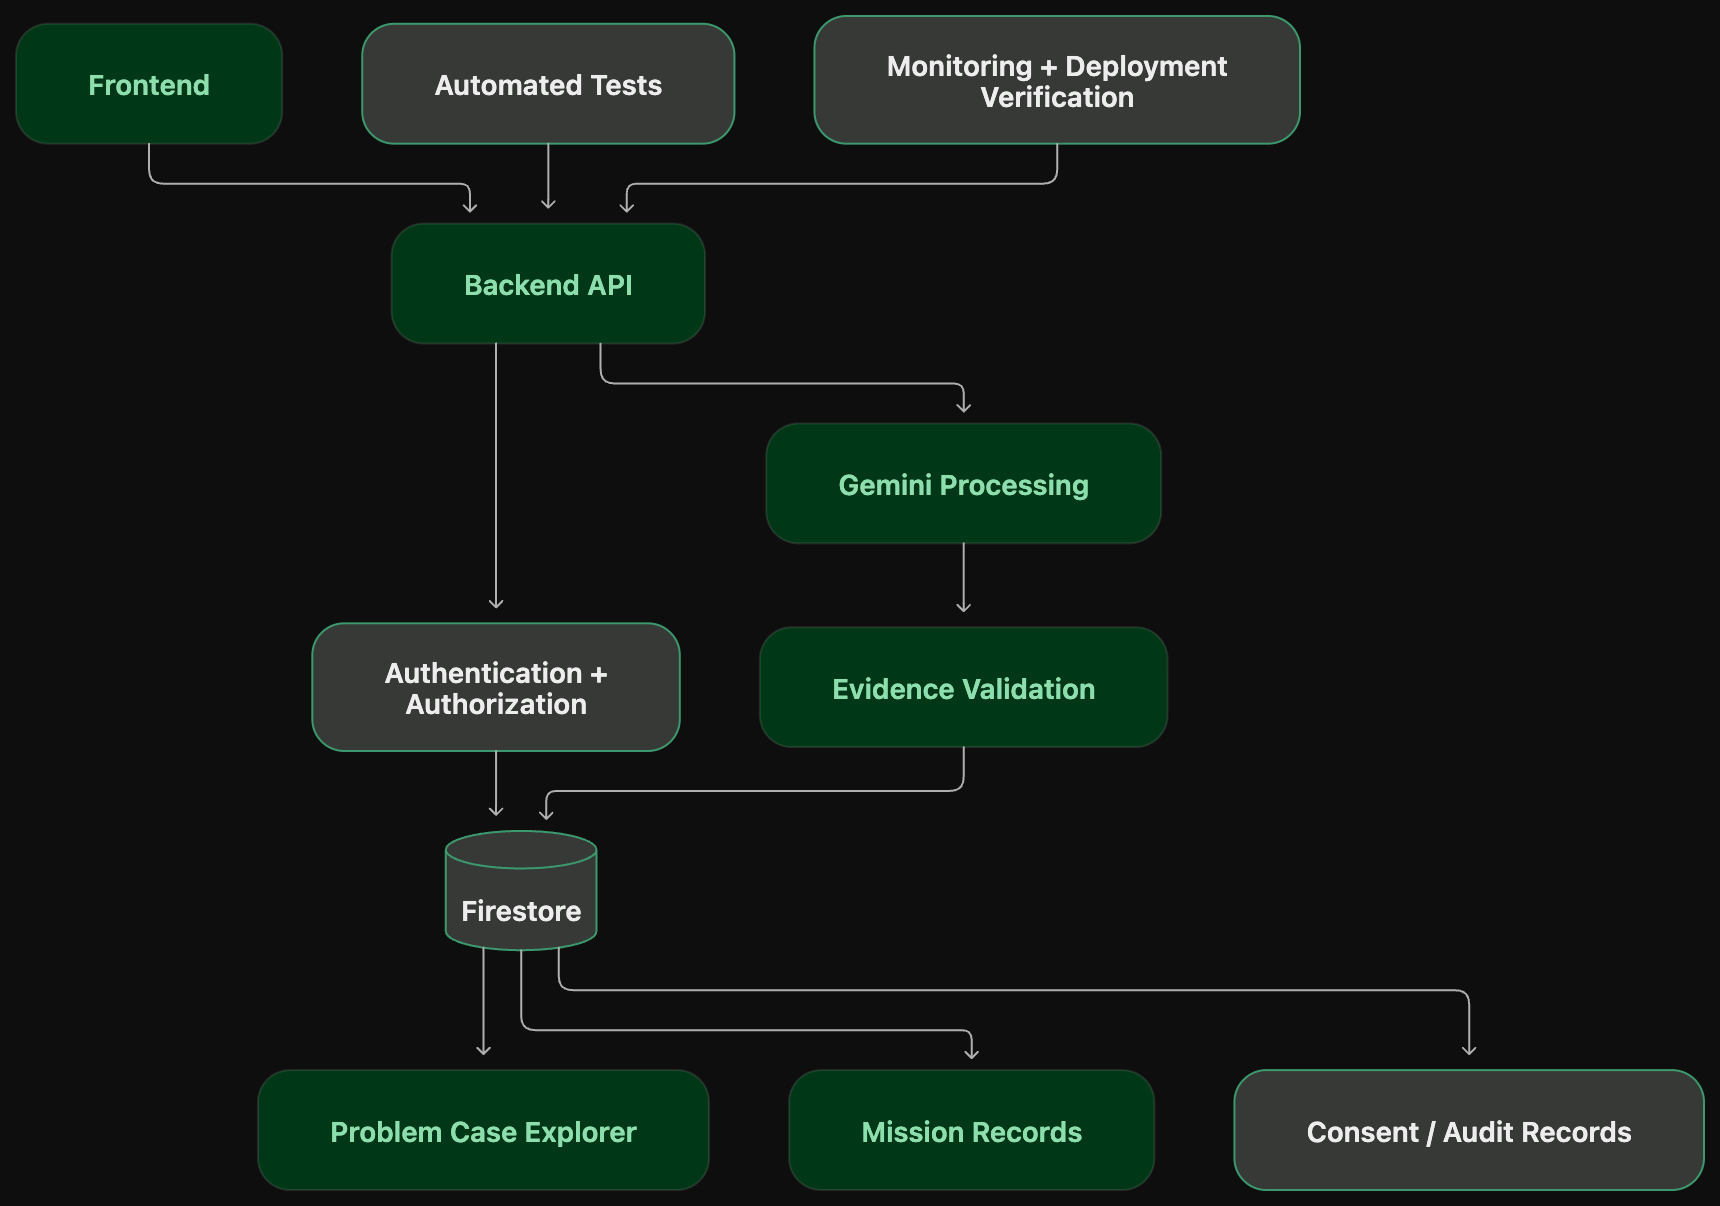 Frontend
Automated Tests
Monitoring + Deployment
Verification
Backend API
Gemini Processing
Authentication +
Authorization
Evidence Validation
Firestore
Problem Case Explorer
Mission Records
Consent / Audit Records